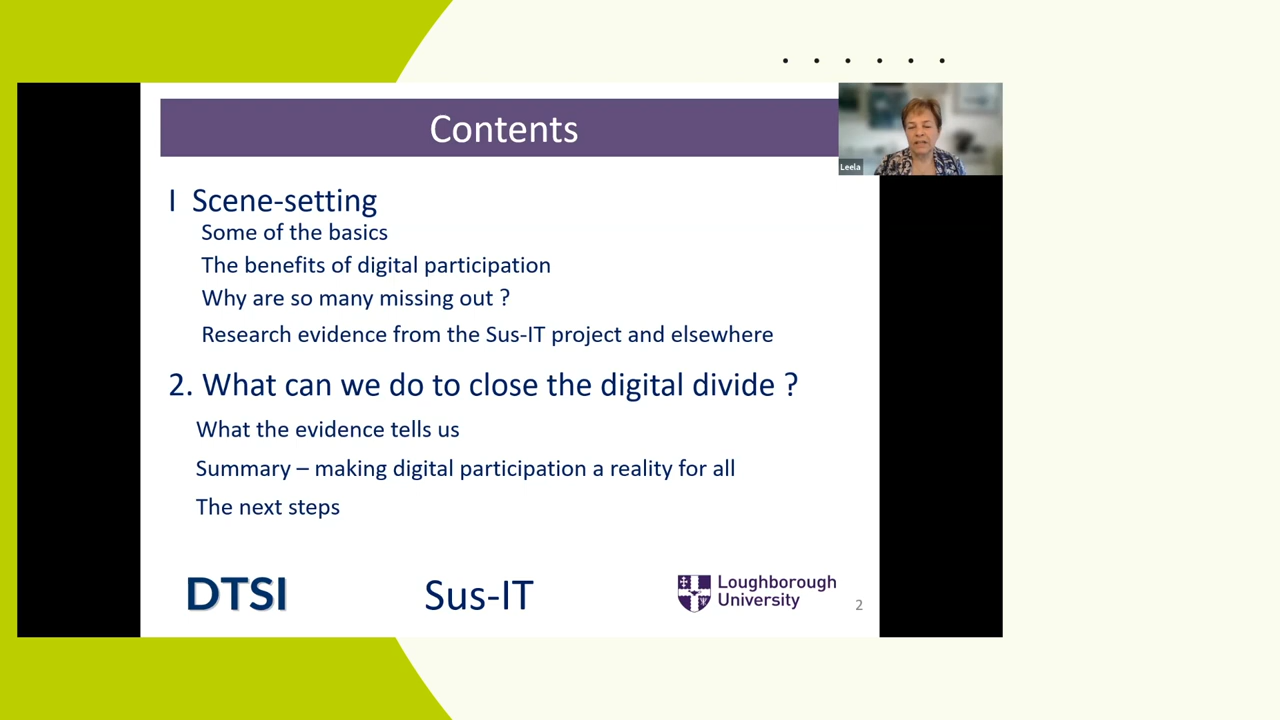 Contents
Leela
I Scene-setting
Some of the basics
The benefits of digital participation
Why are so many missing out ?
Research evidence from the Sus-IT project and elsewhere
2. What can we do to close the digital divide ?
What the evidence tells us
Summary – making digital participation a reality for all
The next steps
DTSI
Sus-IT
Loughborough
University
2